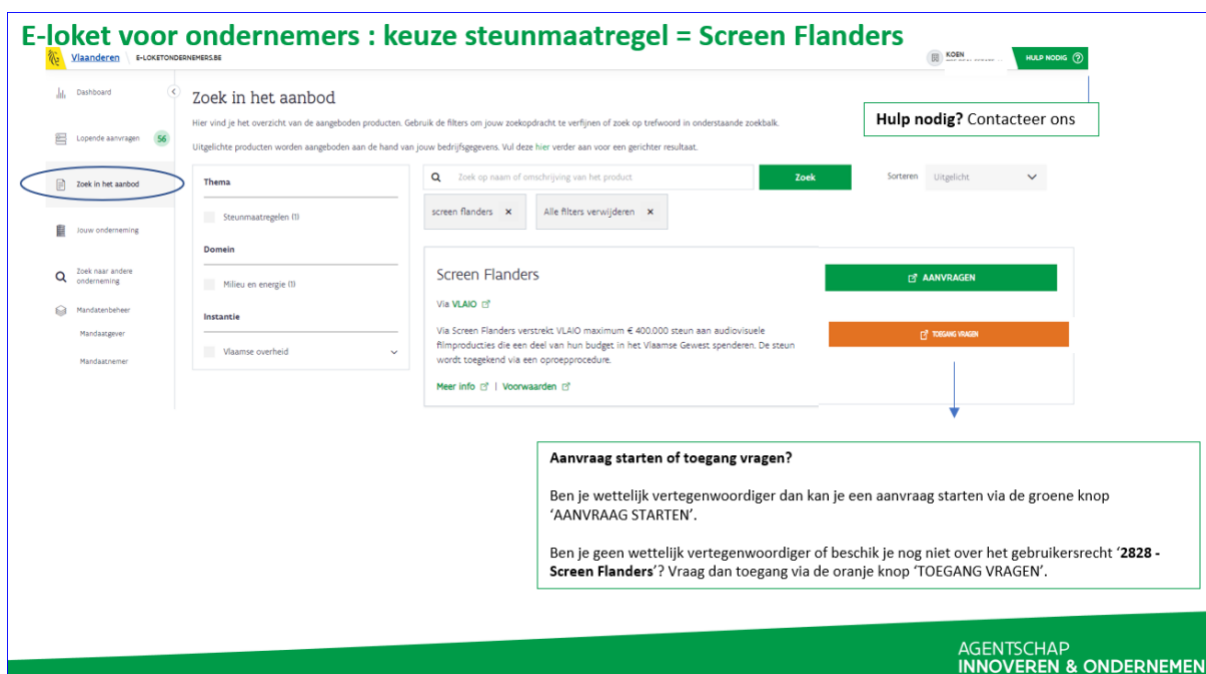 E-loket voor ondernemers : keuze steunmaatregel = Screen Flanders
Vlaanderen
E-LOKETONDERNEMERS.BE
KOEN
HULP NODIG
Hulp nodig? Contacteer ons
Dashboard
Lopende aanvragen 56
Zoek in het aanbod
Jouw onderneming
Zoek naar andere
onderneming
Mandatenbeheer
Mandaatgever
Mandaatnemer
Zoek in het aanbod
Hier vind je het overzicht van de aangeboden producten. Gebruik de filters om jouw zoekopdracht te verfijnen of zoek op trefwoord in onderstaande zoekbalk.
Uitgelichte producten worden aangeboden aan de hand van jouw bedrijfsgegevens. Vul deze hier verder aan voor een gerichter resultaat.
Thema
Steunmaatregelen (1)
Domein
Milieu en energie (1)
Instantie
Vlaamse overheid
Zoek op naam of omschrijving van het product
Zoek
Sorteren Uitgelicht
screen flanders x
Alle filters verwijderen x
Screen Flanders
Via VLAIO
Via Screen Flanders verstrekt VLAIO maximum € 400.000 steun aan audiovisuele
filmproducties die een deel van hun budget in het Vlaamse Gewest spenderen. De steun
wordt toegekend via een oproepprocedure.
Meer info | Voorwaarden
AANVRAGEN
TOEGANG VRAGEN
Aanvraag starten of toegang vragen?
Ben je wettelijk vertegenwoordiger dan kan je een aanvraag starten via de groene knop
‘AANVRAAG STARTEN’.
Ben je geen wettelijk vertegenwoordiger of beschik je nog niet over het gebruikersrecht ‘2828 -
Screen Flanders’? Vraag dan toegang via de oranje knop ‘TOEGANG VRAGEN’.
AGENTSCHAP
INNOVEREN & ONDERNEMEN